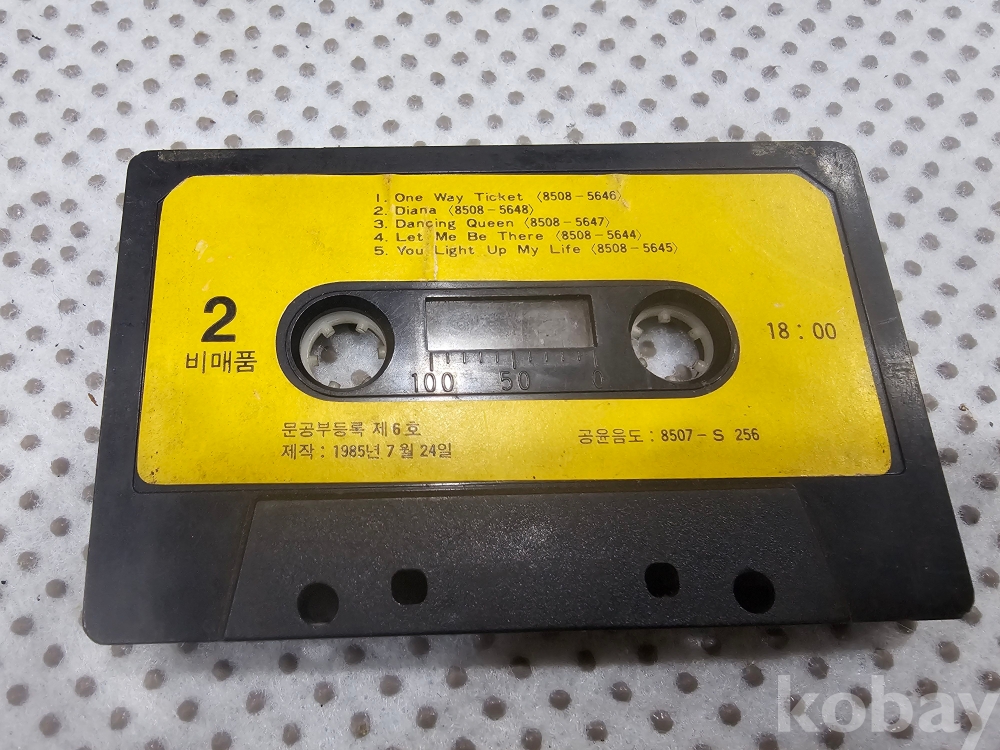 1. One Way Ticket 〈8508-5646〉
2. Diana 〈8508-5648〉
3. Dancing Queen 〈8508-5647〉
4. Let Me Be There 〈8508-5644〉
5. You Light Up My Life 〈8508-5645〉
2
비매품
18 : 00
100 50 0
문공부등록 제6호
제작 : 1985년 7월 24일
공윤음도 : 8507-S 256
kobay